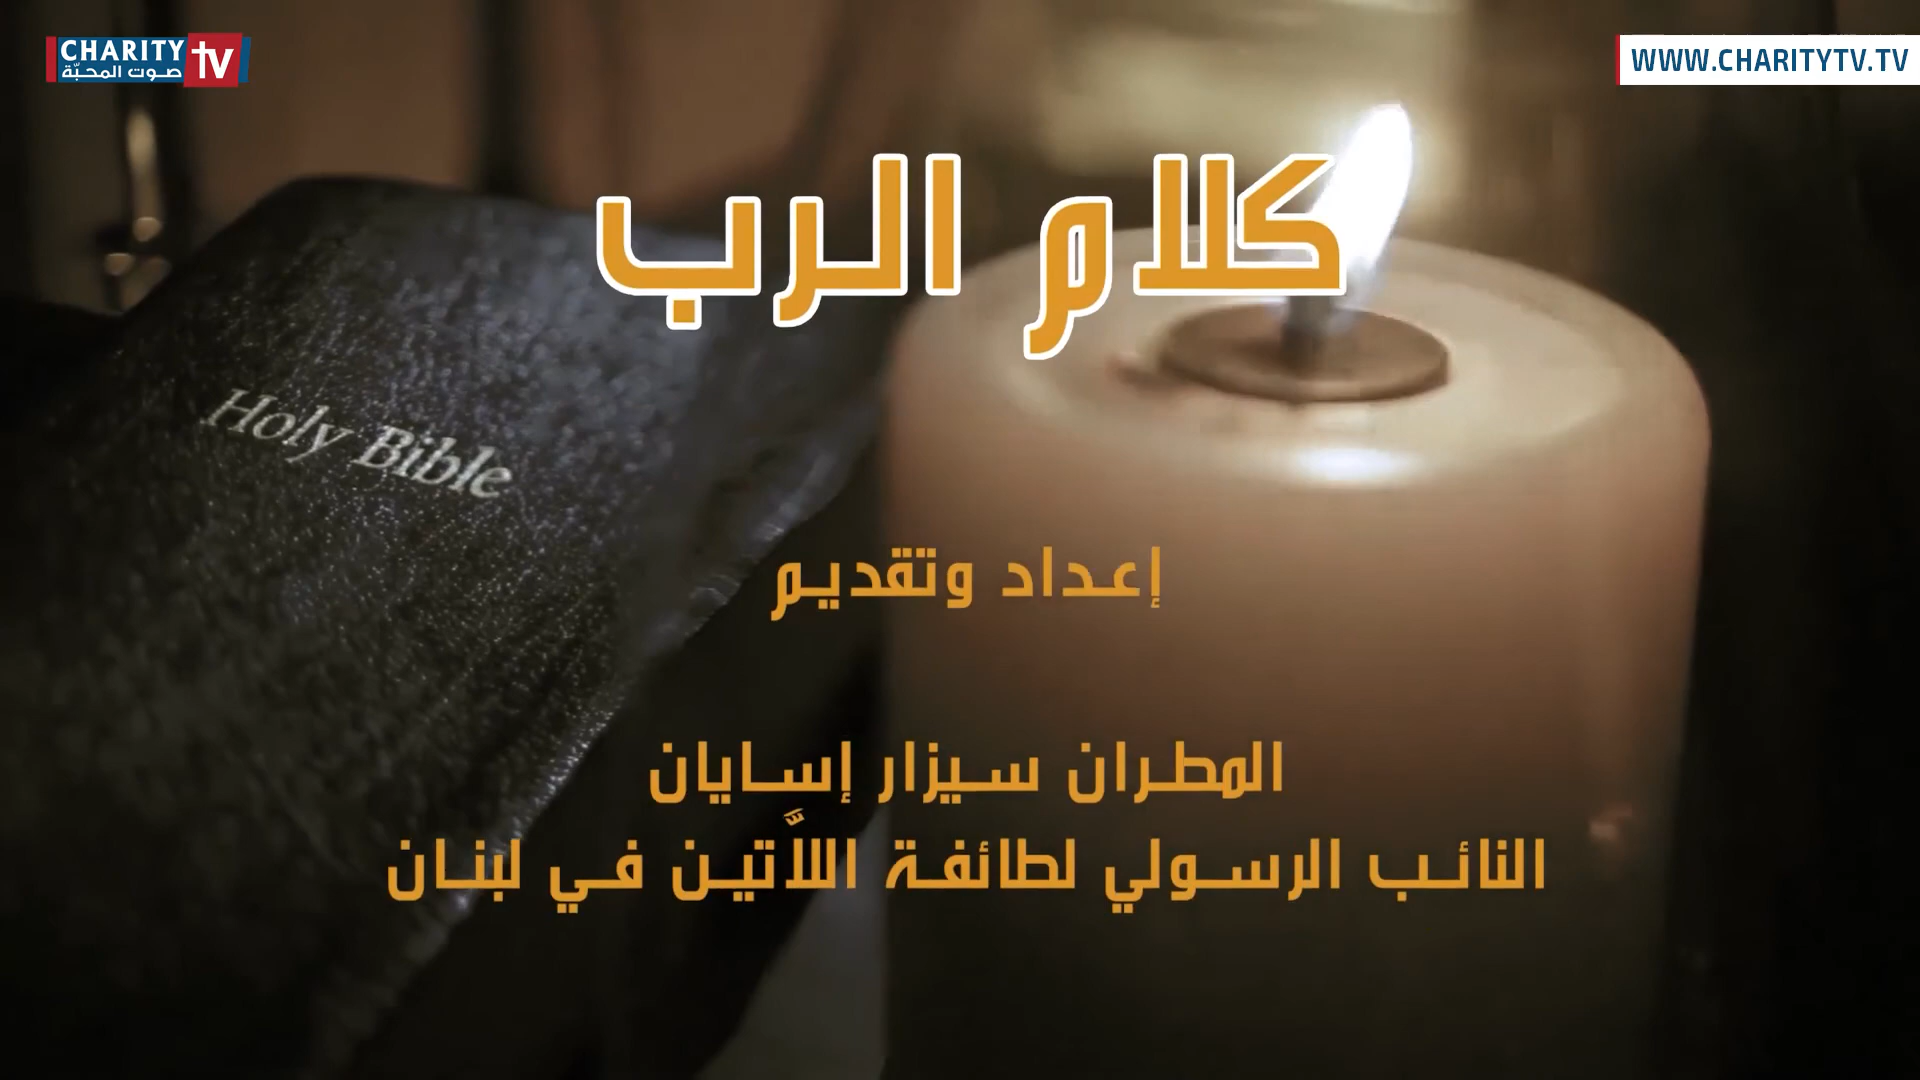 CHARITY tv
صوت المحبّة
WWW.CHARITYTV.TV
كلام الرب
Holy Bible
إعداد وتقديم
المطران سيزار إسايان
النائب الرسولي لطائفة اللاَّتين في لبنان